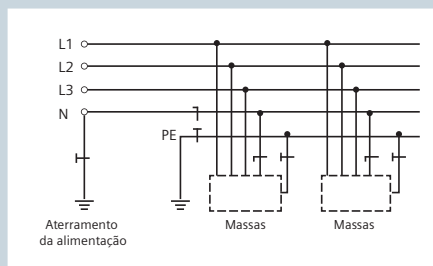 L1
L2
L3
N
PE
Aterramento
da alimentação
Massas
Massas